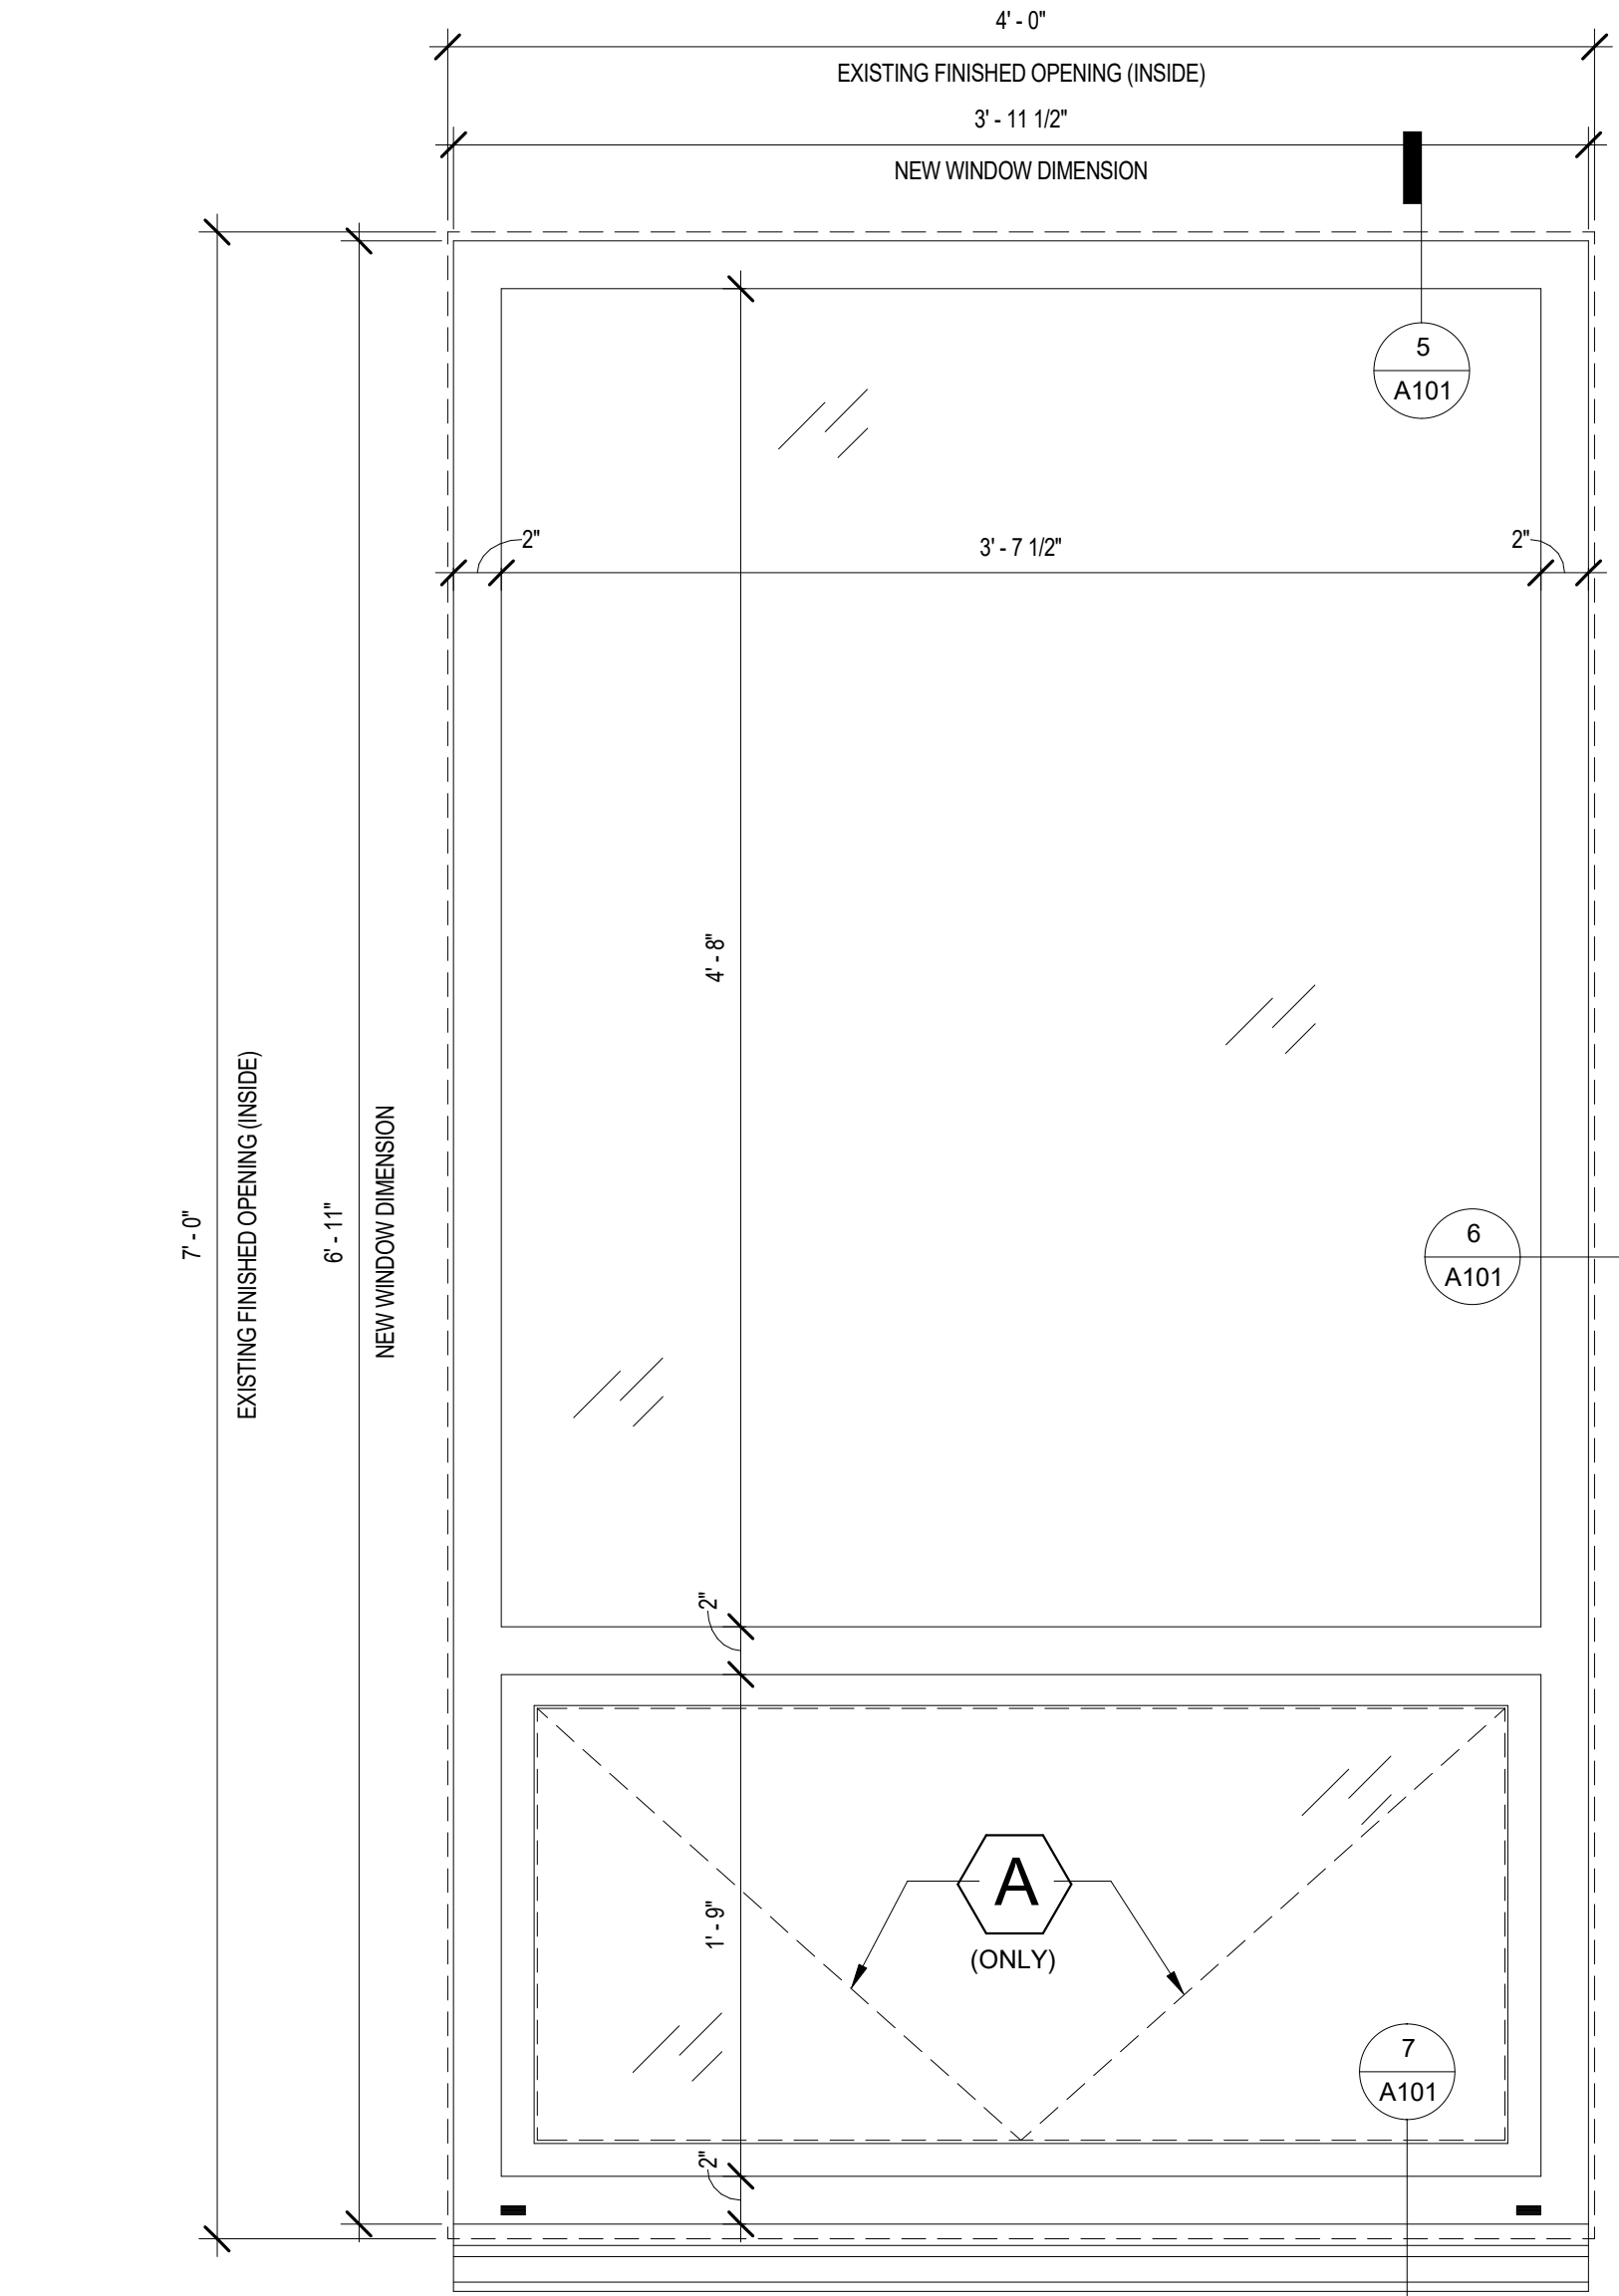 4' - 0"
EXISTING FINISHED OPENING (INSIDE)
3' - 11 1/2"
NEW WINDOW DIMENSION
5
A101
2"
3' - 7 1/2"
2"
4' - 8"
7' - 0"
EXISTING FINISHED OPENING (INSIDE)
6' - 11"
NEW WINDOW DIMENSION
6
A101
2"
A
(ONLY)
1' - 9"
7
A101
2"